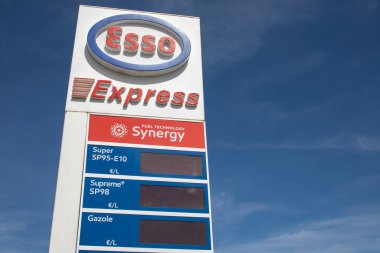 Esso
Express
FUEL TECHNOLOGY
Synergy
Super
SP95-E10
€/L
Supreme+
SP98
€/L
Gazole
€/L